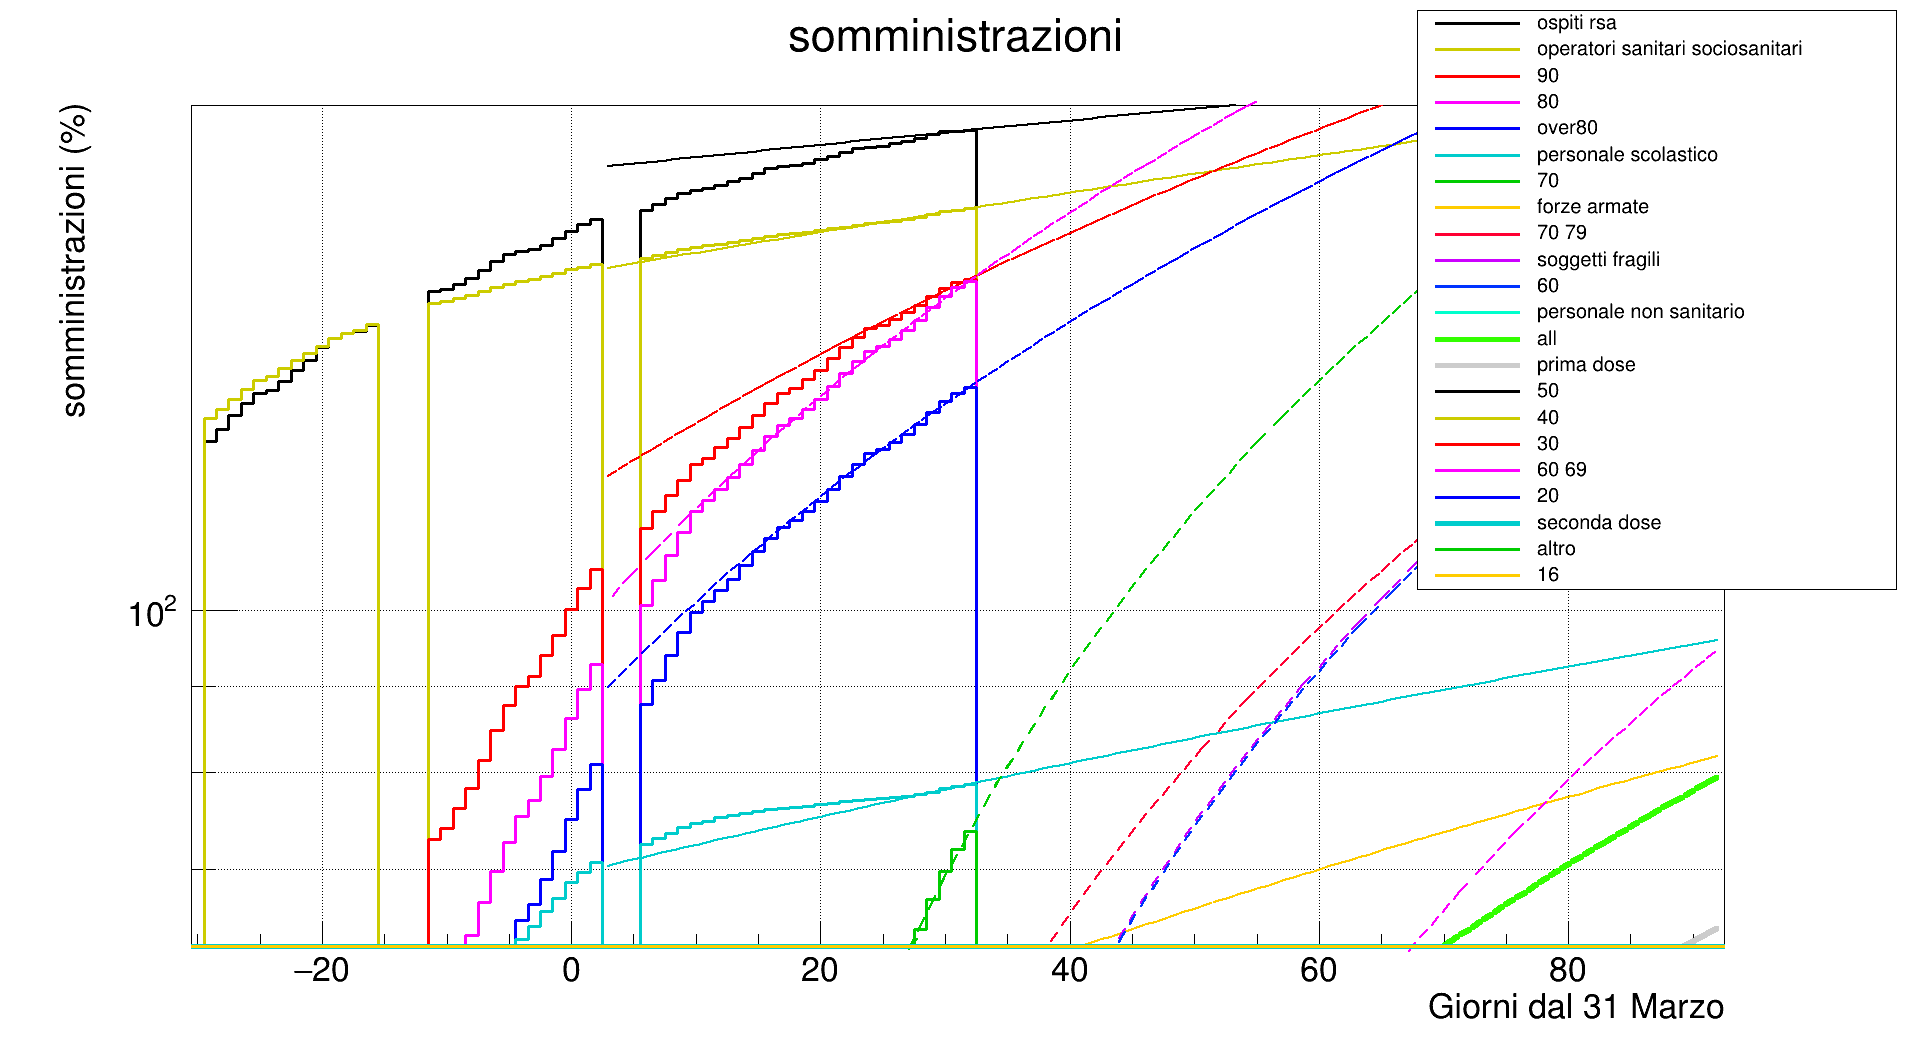 somministrazioni
somministrazioni (%)
10²
−20
0
20
40
60
80
Giorni dal 31 Marzo
ospiti rsa
operatori sanitari sociosanitari
90
80
over80
personale scolastico
70
forze armate
70 79
soggetti fragili
60
personale non sanitario
all
prima dose
50
40
30
60 69
20
seconda dose
altro
16